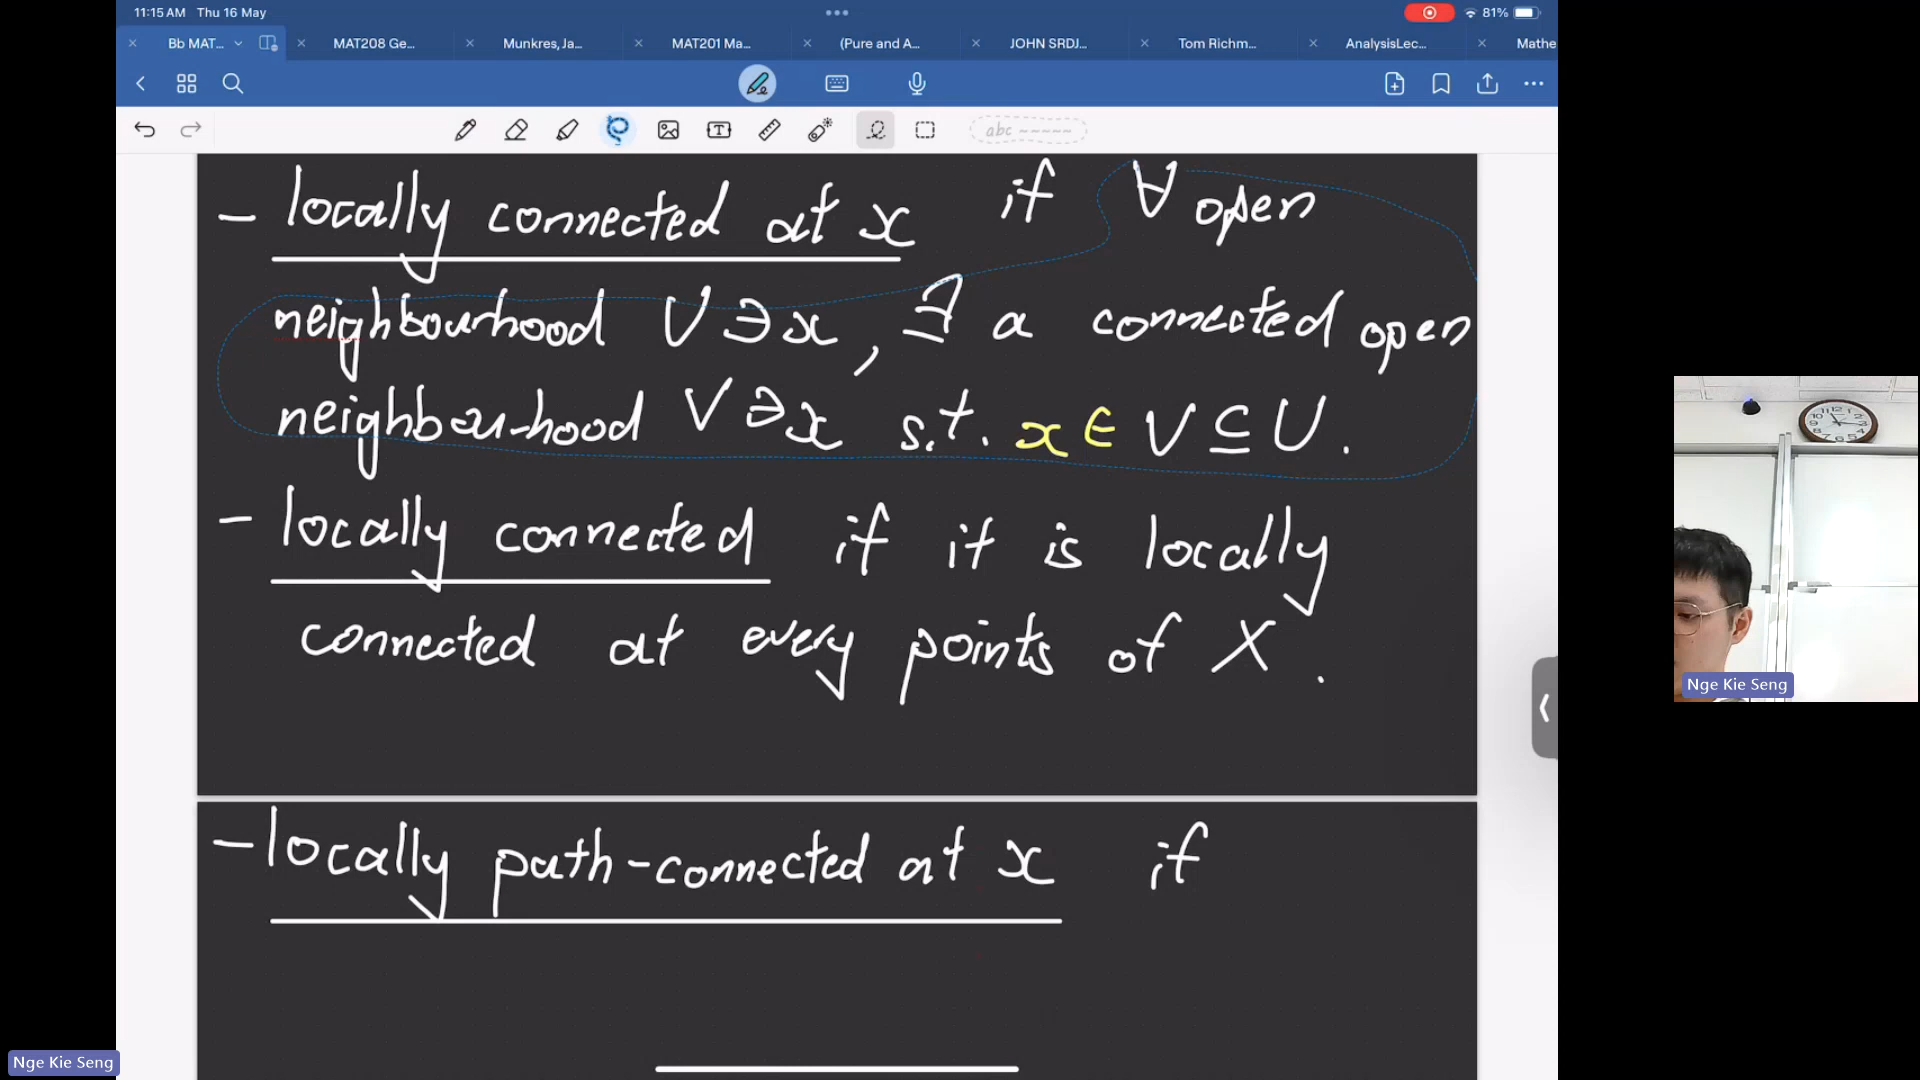 11:15 AM Thu 16 May
81%
Bb MAT...
MAT208 Ge...
Munkres, Ja...
MAT201 Ma...
(Pure and A...
JOHN SRDJ...
Tom Richm...
AnalysisLec...
Mathe
abc
- locally connected at x if ∀ open
neighbourhood U ∋ x, ∃ a connected open
neighbourhood V ∋ x s.t. x ∈ V ⊆ U.
- locally connected if it is locally
connected at every points of X.
- locally path-connected at x if
Nge Kie Seng
Nge Kie Seng